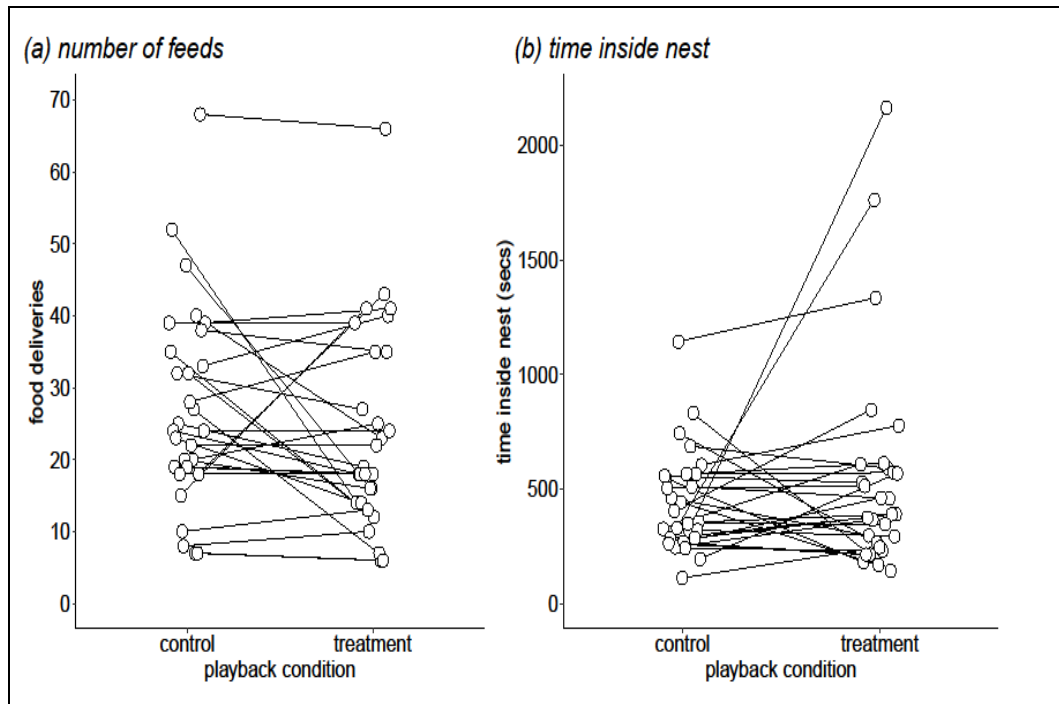 (a) number of feeds
70
60
50
40
30
20
10
0
food deliveries
control
treatment
playback condition
(b) time inside nest
2000
1500
1000
500
0
time inside nest (secs)
control
treatment
playback condition